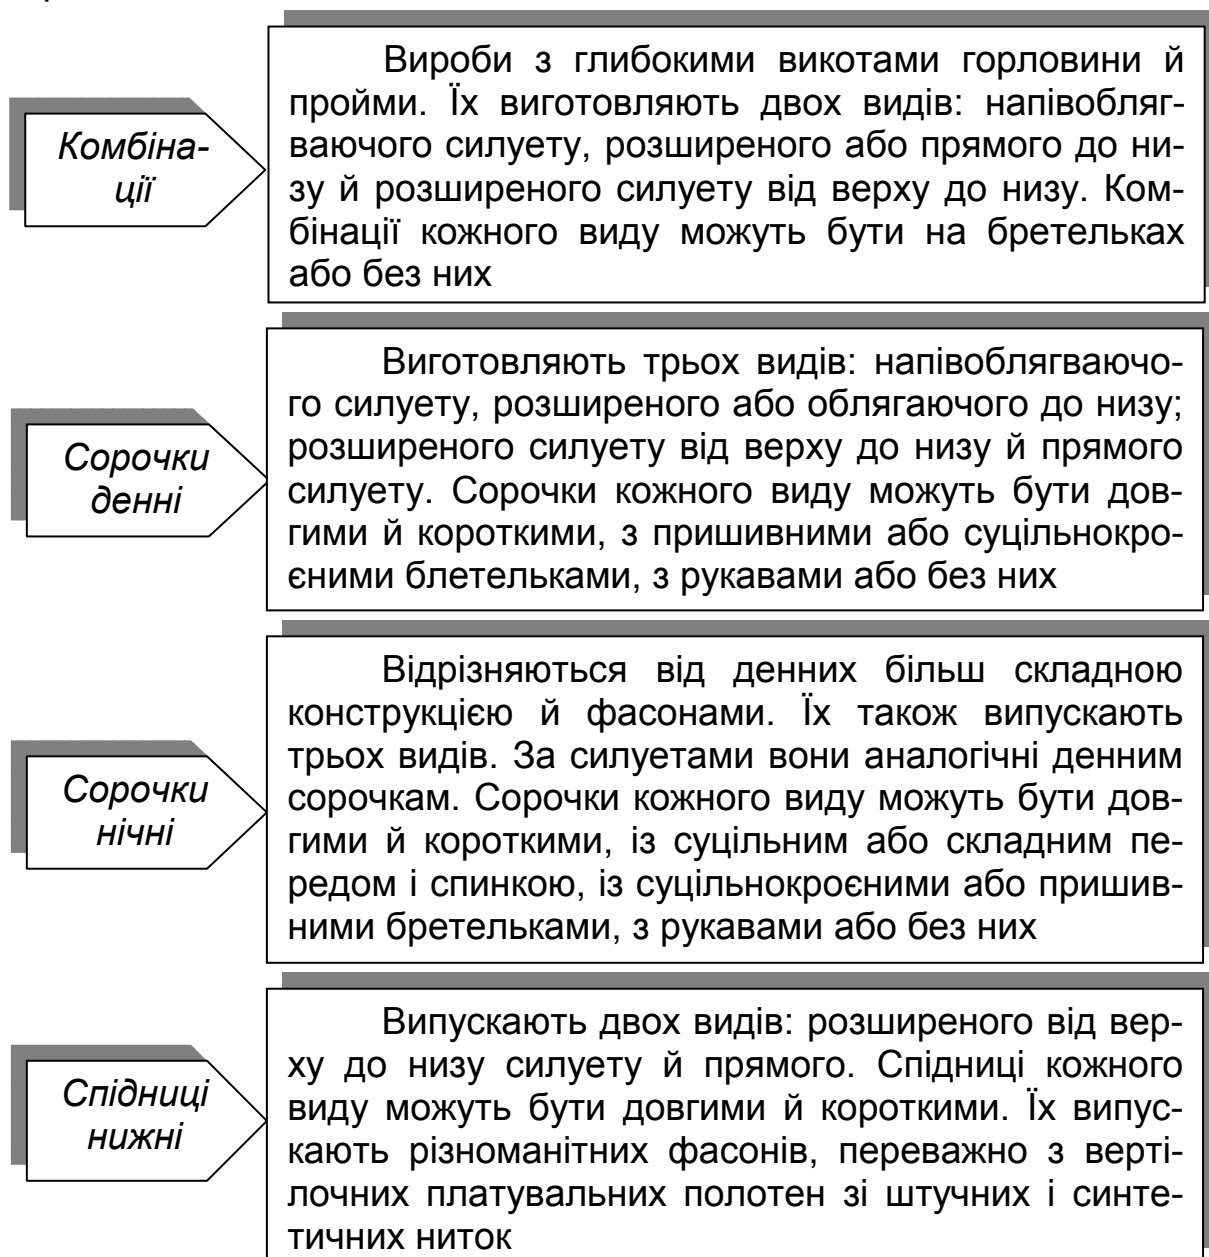 Комбіна-
ції
Вироби з глибокими викотами горловини й
пройми. Їх виготовляють двох видів: напівобляг-
ваючого силуету, розширеного або прямого до ни-
зу й розширеного силуету від верху до низу. Ком-
бінації кожного виду можуть бути на бретельках
або без них
Сорочки
денні
Виготовляють трьох видів: напівоблягваючо-
го силуету, розширеного або облягаючого до низу;
розширеного силуету від верху до низу й прямого
силуету. Сорочки кожного виду можуть бути дов-
гими й короткими, з пришивними або суцільнокро-
єними блетельками, з рукавами або без них
Сорочки
нічні
Відрізняються від денних більш складною
конструкцією й фасонами. Їх також випускають
трьох видів. За силуетами вони аналогічні денним
сорочкам. Сорочки кожного виду можуть бути дов-
гими й короткими, із суцільним або складним пе-
редом і спинкою, із суцільнокроєними або пришив-
ними бретельками, з рукавами або без них
Спідниці
нижні
Випускають двох видів: розширеного від вер-
ху до низу силуету й прямого. Спідниці кожного
виду можуть бути довгими й короткими. Їх випус-
кають різноманітних фасонів, переважно з верті-
лочних платувальних полотен зі штучних і синте-
тичних ниток